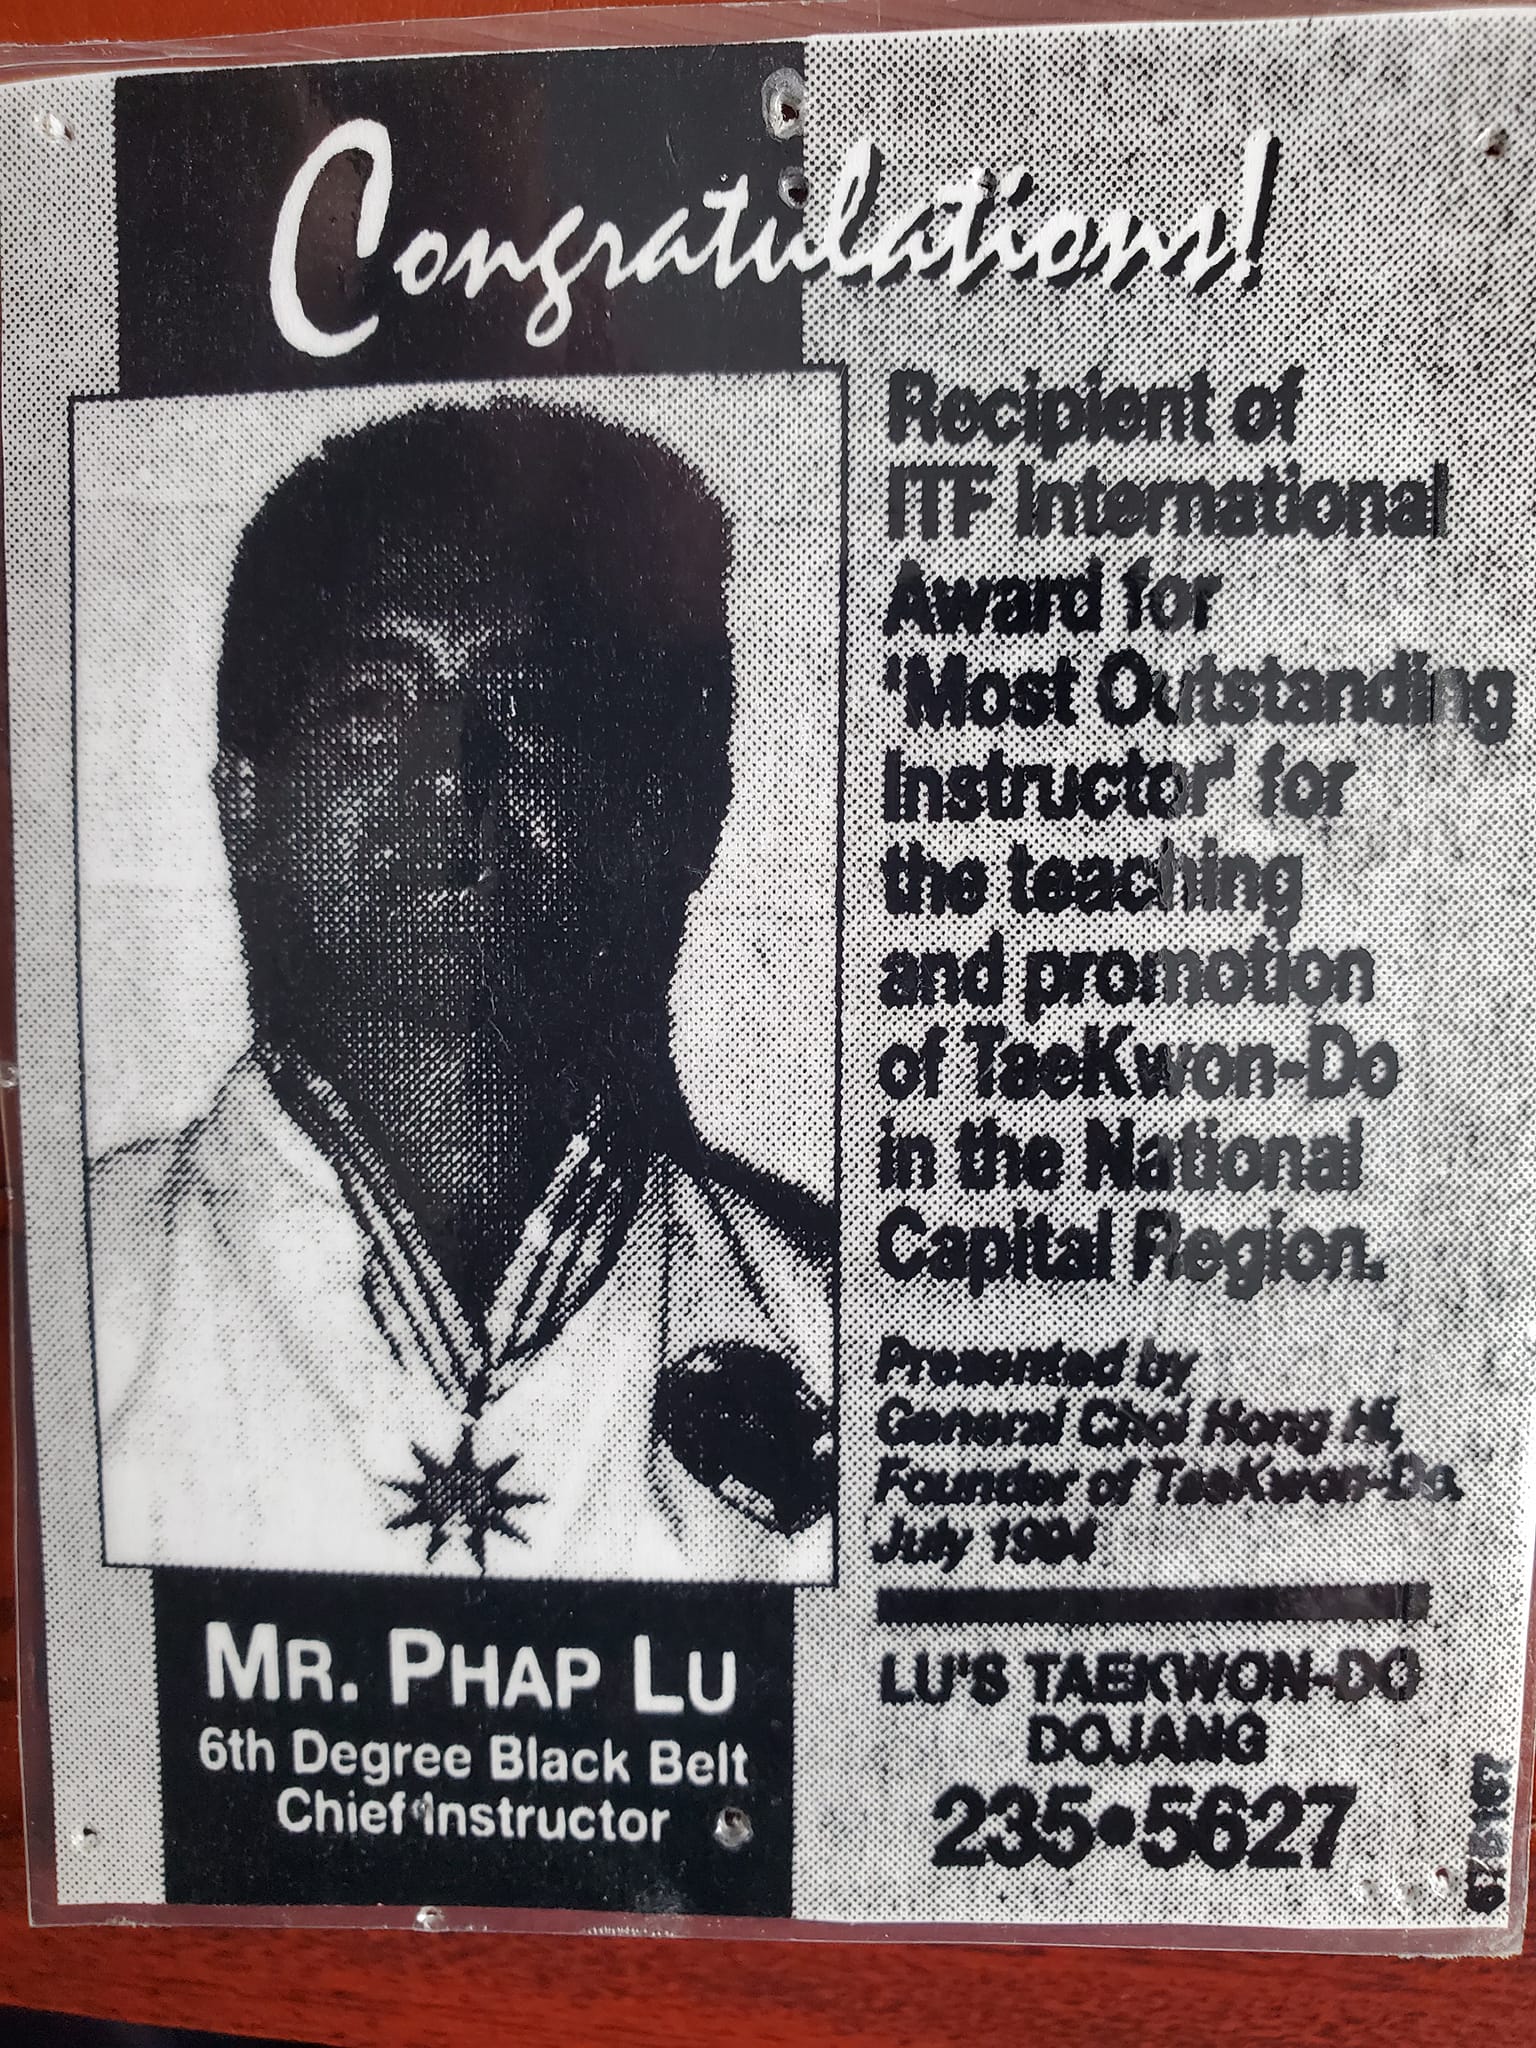 Congratulations!
Recipient of
ITF International
Award for
'Most Outstanding
Instructor' for
the teaching
and promotion
of TaeKwon-Do
in the National
Capital Region.
Presented by
General Choi Hong Hi,
Founder of TaeKwon-Do.
July 1994
MR. PHAP LU
6th Degree Black Belt
Chief Instructor
LU'S TAEKWON-DO
DOJANG
235•5627